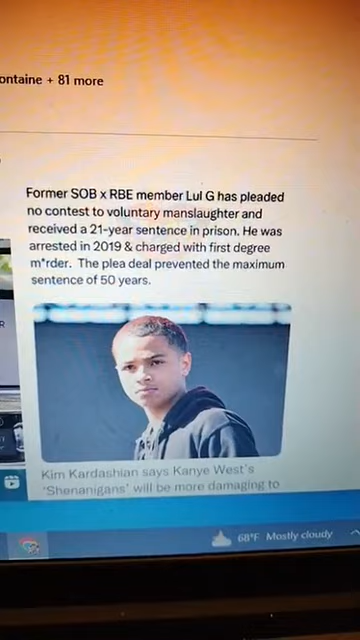 ontaine + 81 more
Former SOB x RBE member Lul G has pleaded
no contest to voluntary manslaughter and
received a 21-year sentence in prison. He was
arrested in 2019 & charged with first degree
m*rder. The plea deal prevented the maximum
sentence of 50 years.
R
Kim Kardashian says Kanye West's
'Shenanigans' will be more damaging to
68°F Mostly cloudy